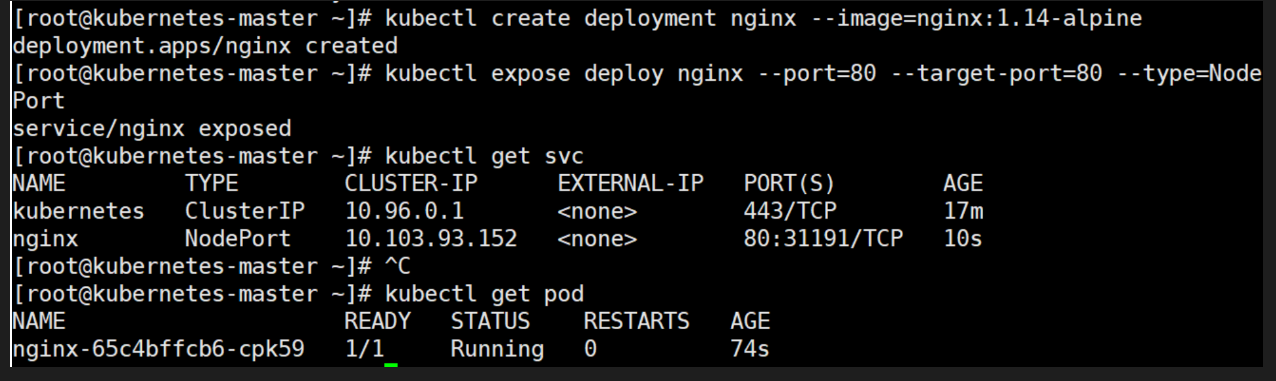 [root@kubernetes-master ~]# kubectl create deployment nginx --image=nginx:1.14-alpine
deployment.apps/nginx created
[root@kubernetes-master ~]# kubectl expose deploy nginx --port=80 --target-port=80 --type=Node
Port
service/nginx exposed
[root@kubernetes-master ~]# kubectl get svc
NAME         TYPE        CLUSTER-IP      EXTERNAL-IP   PORT(S)        AGE
kubernetes   ClusterIP   10.96.0.1       <none>        443/TCP        17m
nginx        NodePort    10.103.93.152   <none>        80:31191/TCP   10s
[root@kubernetes-master ~]# ^C
[root@kubernetes-master ~]# kubectl get pod
NAME                     READY   STATUS    RESTARTS   AGE
nginx-65c4bffcb6-cpk59   1/1     Running   0          74s